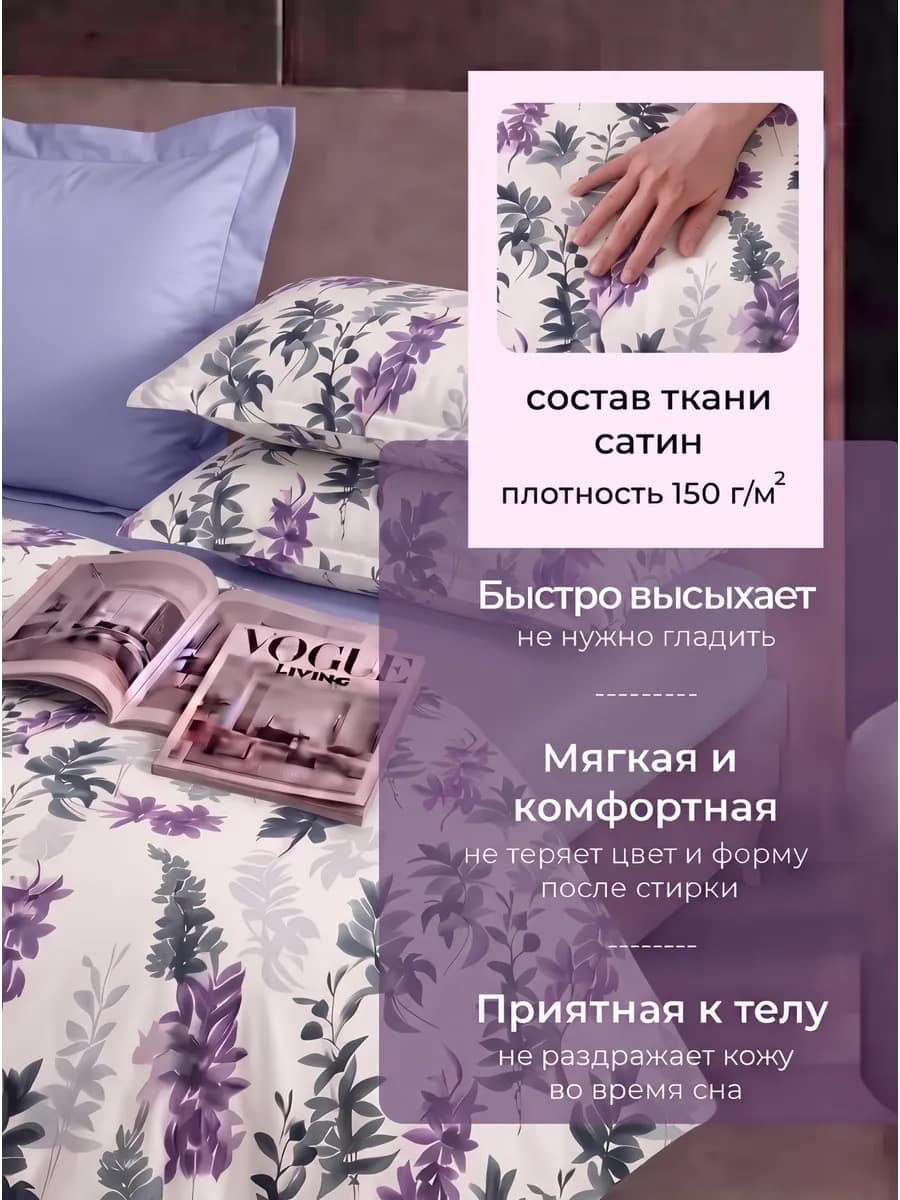 состав ткани
сатин
плотность 150 г/м²
Быстро высыхает
не нужно гладить
Мягкая и
комфортная
не теряет цвет и форму
после стирки
Приятная к телу
не раздражает кожу
во время сна
VOGUE
LIVING